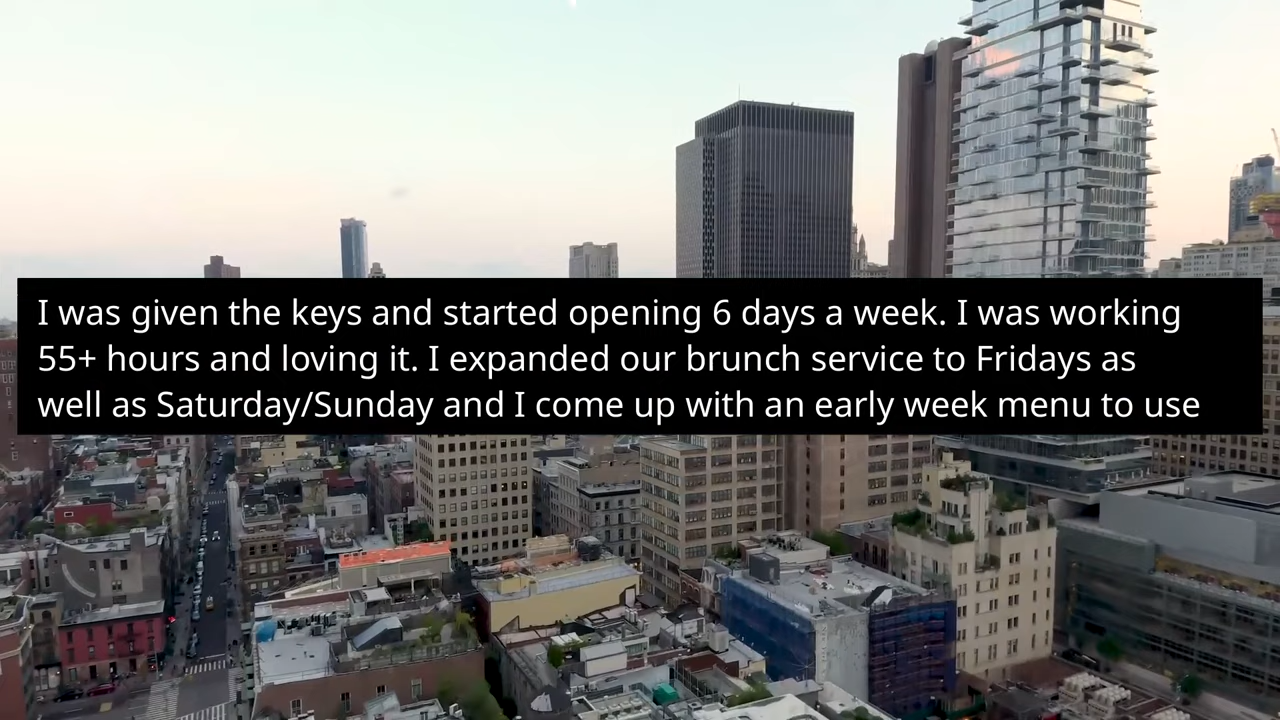 I was given the keys and started opening 6 days a week. I was working
55+ hours and loving it. I expanded our brunch service to Fridays as
well as Saturday/Sunday and I come up with an early week menu to use